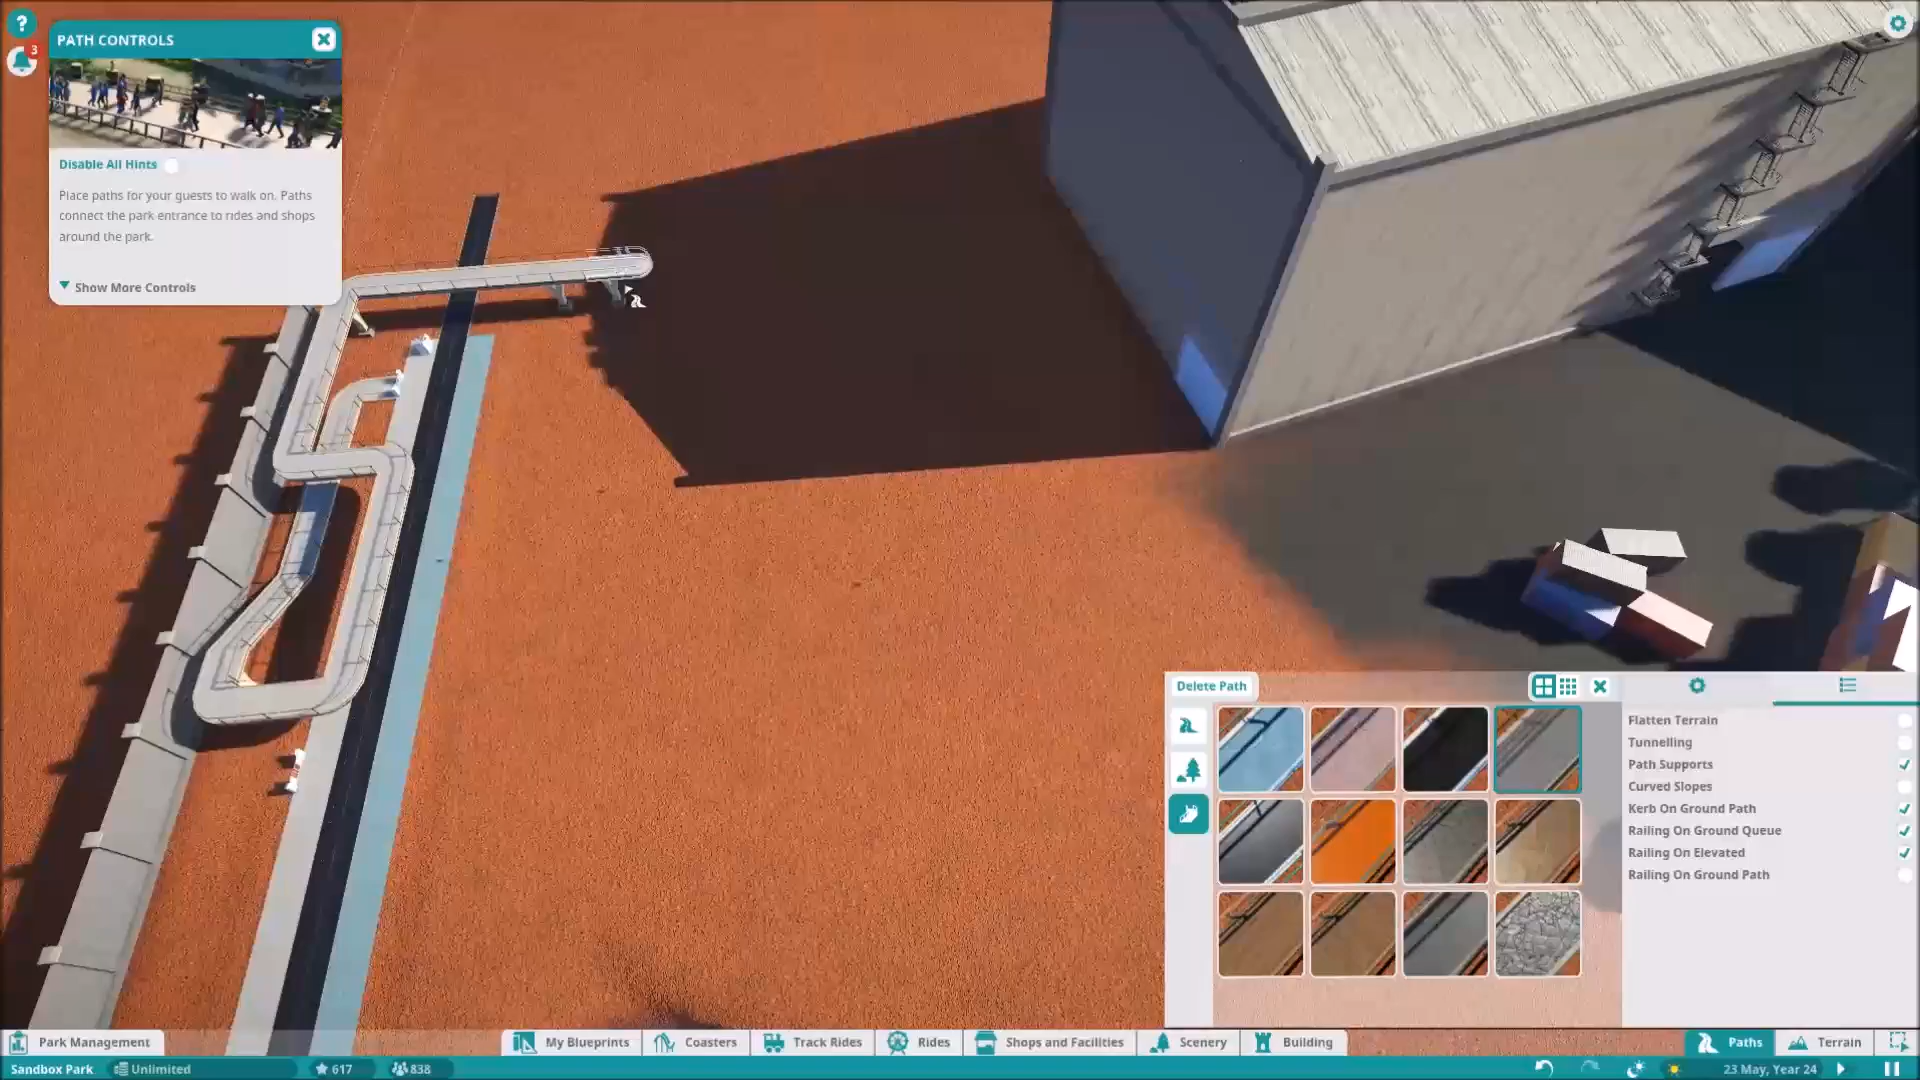 ?
3
PATH CONTROLS
Disable All Hints
Place paths for your guests to walk on. Paths
connect the park entrance to rides and shops
around the park.
Show More Controls
Delete Path
Flatten Terrain
Tunnelling
Path Supports
Curved Slopes
Kerb On Ground Path
Railing On Ground Queue
Railing On Elevated
Railing On Ground Path
Park Management
My Blueprints
Coasters
Track Rides
Rides
Shops and Facilities
Scenery
Building
Paths
Terrain
Sandbox Park
Unlimited
617
838
23 May, Year 24